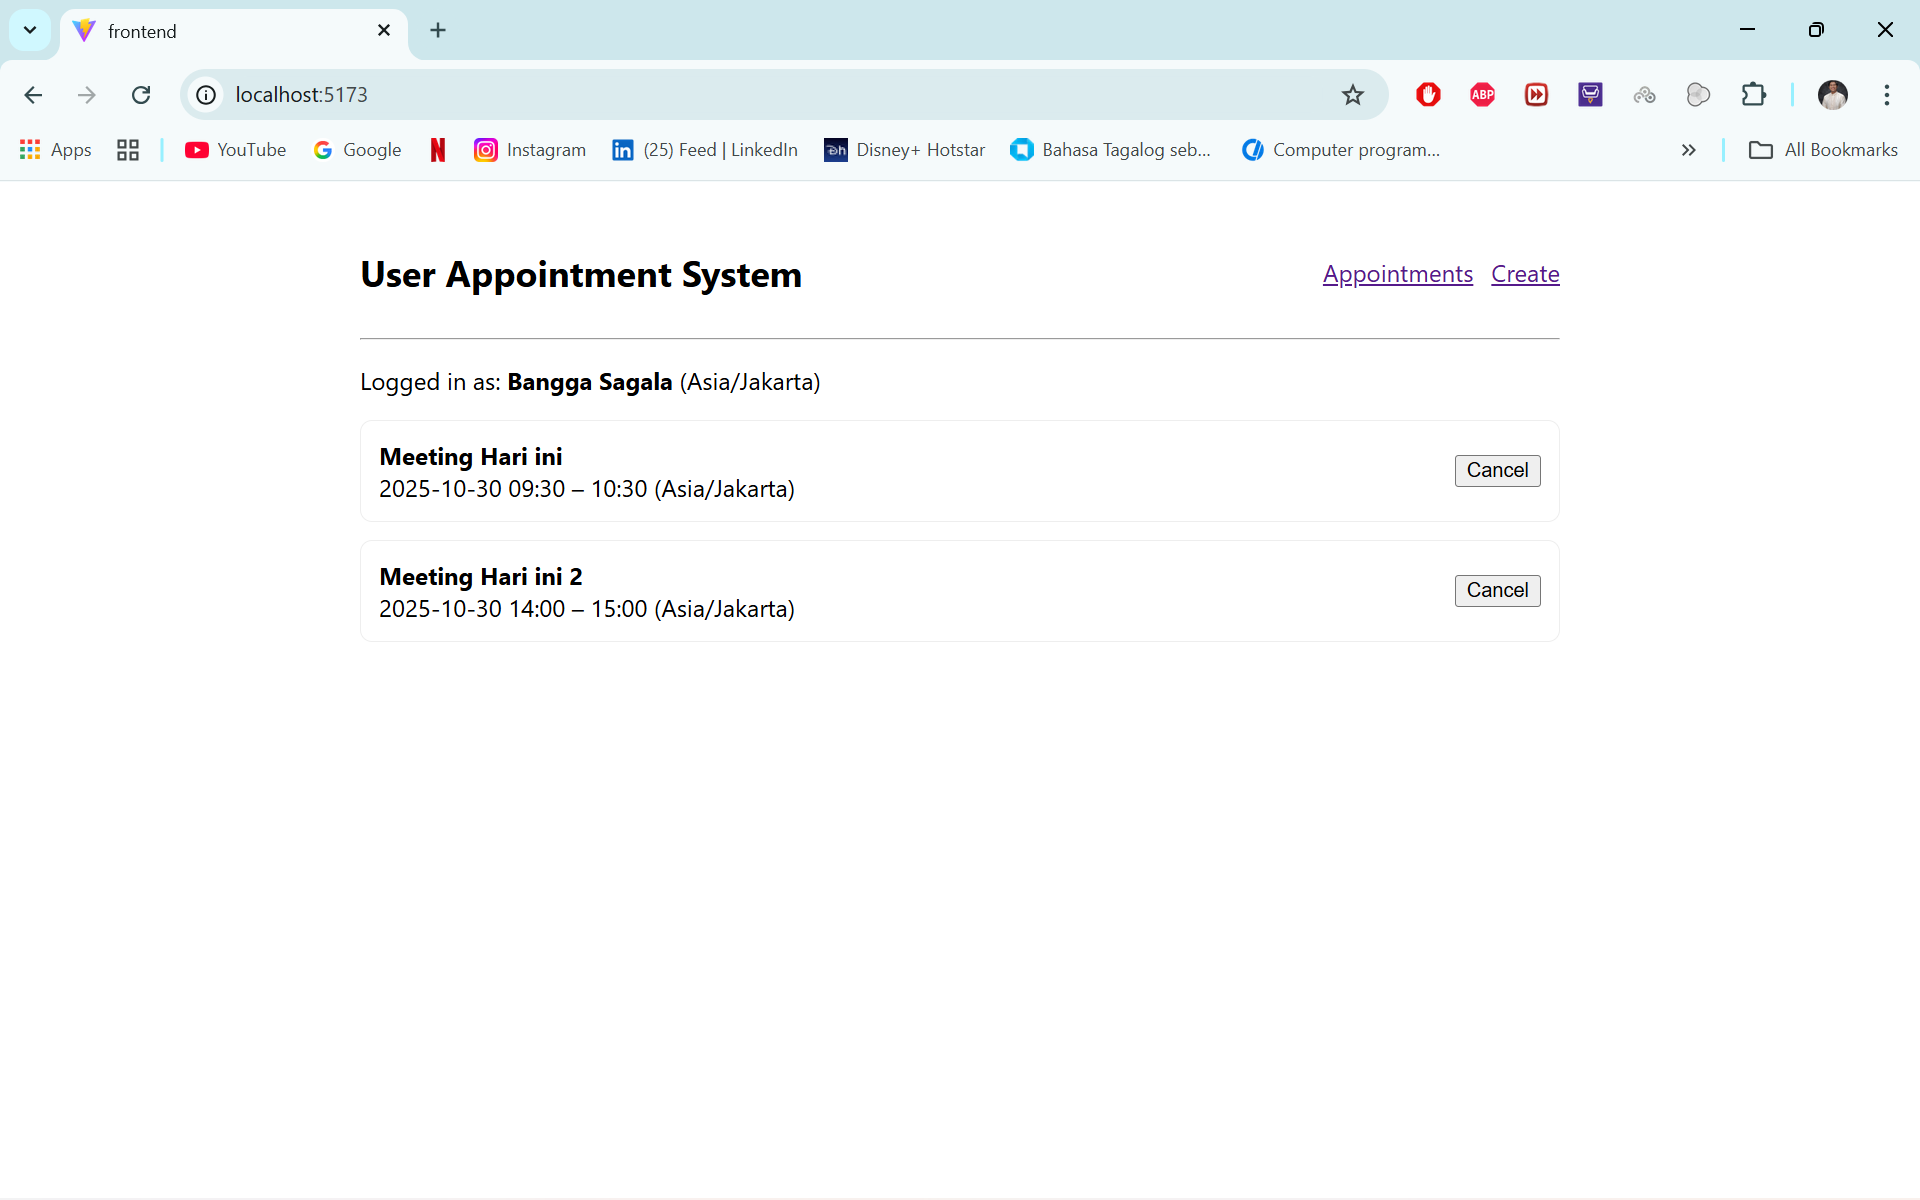 frontend
localhost:5173
ABP
Apps YouTube Google Instagram (25) Feed | LinkedIn Disney+ Hotstar Bahasa Tagalog seb... Computer program... All Bookmarks
User Appointment System
Appointments Create
Logged in as: Bangga Sagala (Asia/Jakarta)
Meeting Hari ini
2025-10-30 09:30 – 10:30 (Asia/Jakarta)
Cancel
Meeting Hari ini 2
2025-10-30 14:00 – 15:00 (Asia/Jakarta)
Cancel